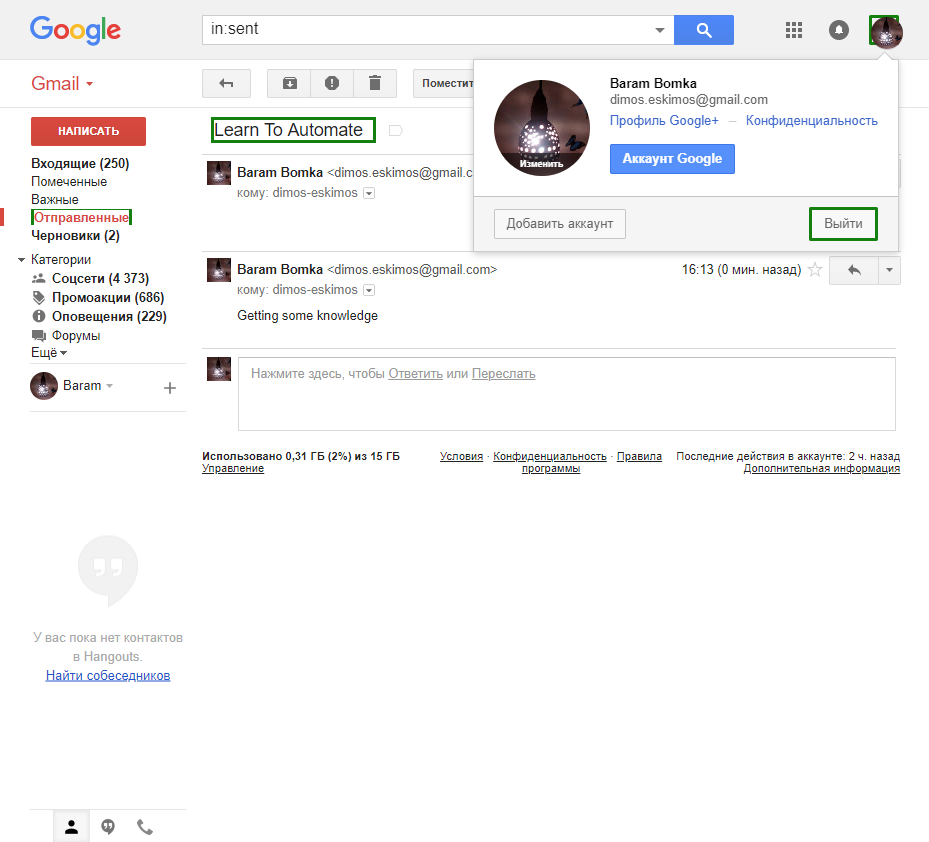 Google
in:sent
Gmail
Поместит
Baram Bomka
dimos.eskimos@gmail.com
Профиль Google+ – Конфиденциальность
Изменить
Аккаунт Google
Добавить аккаунт
Выйти
НАПИСАТЬ
Входящие (250)
Помеченные
Важные
Отправленные
Черновики (2)
Категории
Соцсети (4 373)
Промоакции (686)
Оповещения (229)
Форумы
Ещё
Baram
Learn To Automate
Baram Bomka <dimos.eskimos@gmail.c
кому: dimos-eskimos
Baram Bomka <dimos.eskimos@gmail.com>
16:13 (0 мин. назад)
кому: dimos-eskimos
Getting some knowledge
Нажмите здесь, чтобы Ответить или Переслать
Использовано 0,31 ГБ (2%) из 15 ГБ
Управление
Условия · Конфиденциальность · Правила
программы
Последние действия в аккаунте: 2 ч. назад
Дополнительная информация
У вас пока нет контактов
в Hangouts.
Найти собеседников